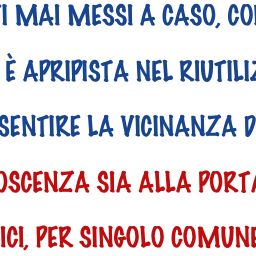 TI MAI MESSI A CASO, CO
È APRIPISTA NEL RIUTILIZ
SENTIRE LA VICINANZA D
OSCENZA SIA ALLA PORTA
ICI, PER SINGOLO COMUNE